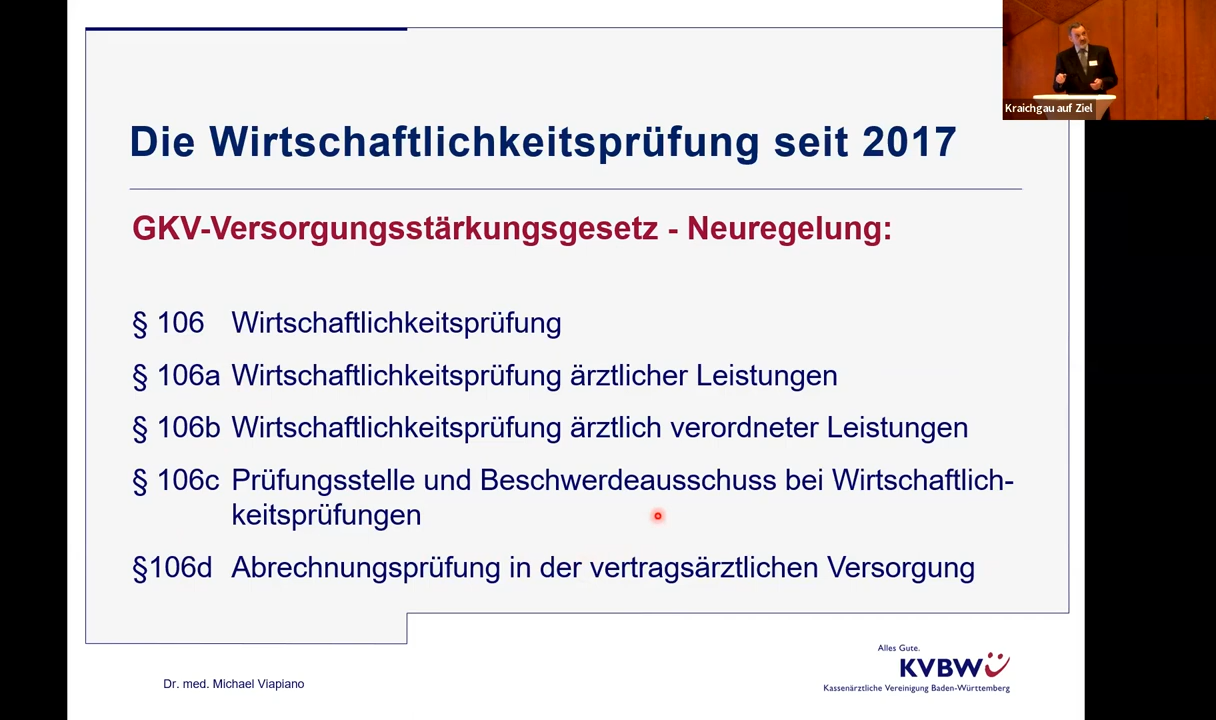 Kraichgau auf Ziel
Die Wirtschaftlichkeitsprüfung seit 2017
GKV-Versorgungsstärkungsgesetz - Neuregelung:
§ 106 Wirtschaftlichkeitsprüfung
§ 106a Wirtschaftlichkeitsprüfung ärztlicher Leistungen
§ 106b Wirtschaftlichkeitsprüfung ärztlich verordneter Leistungen
§ 106c Prüfungsstelle und Beschwerdeausschuss bei Wirtschaftlich-
keitsprüfungen
§106d Abrechnungsprüfung in der vertragsärztlichen Versorgung
Alles Gute.
KVBW
Kassenärztliche Vereinigung Baden-Württemberg
Dr. med. Michael Viapiano